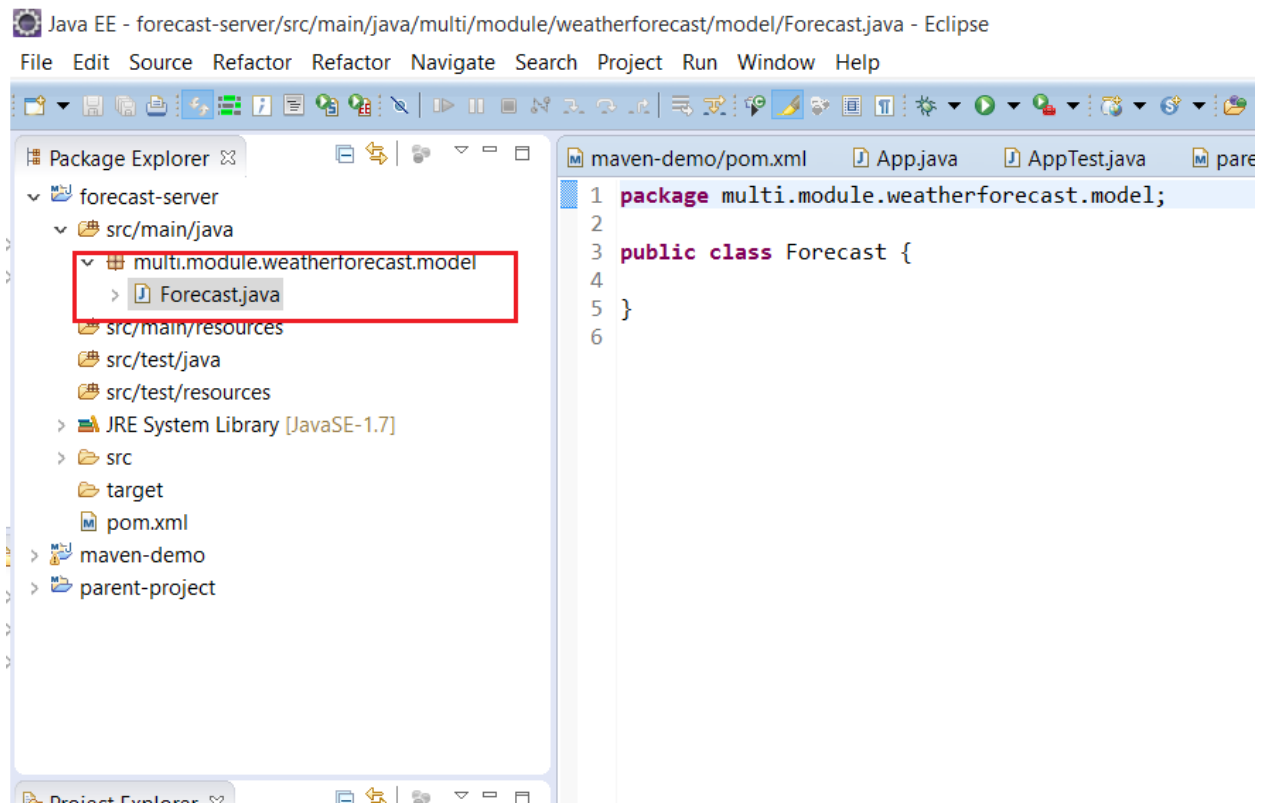 Java EE - forecast-server/src/main/java/multi/module/weatherforecast/model/Forecast.java - Eclipse
File Edit Source Refactor Refactor Navigate Search Project Run Window Help
Package Explorer
forecast-server
src/main/java
multi.module.weatherforecast.model
Forecast.java
src/main/resources
src/test/java
src/test/resources
JRE System Library [JavaSE-1.7]
src
target
pom.xml
maven-demo
parent-project
Project Explorer
maven-demo/pom.xml App.java AppTest.java pare
1 package multi.module.weatherforecast.model;
2
3 public class Forecast {
4
5 }
6